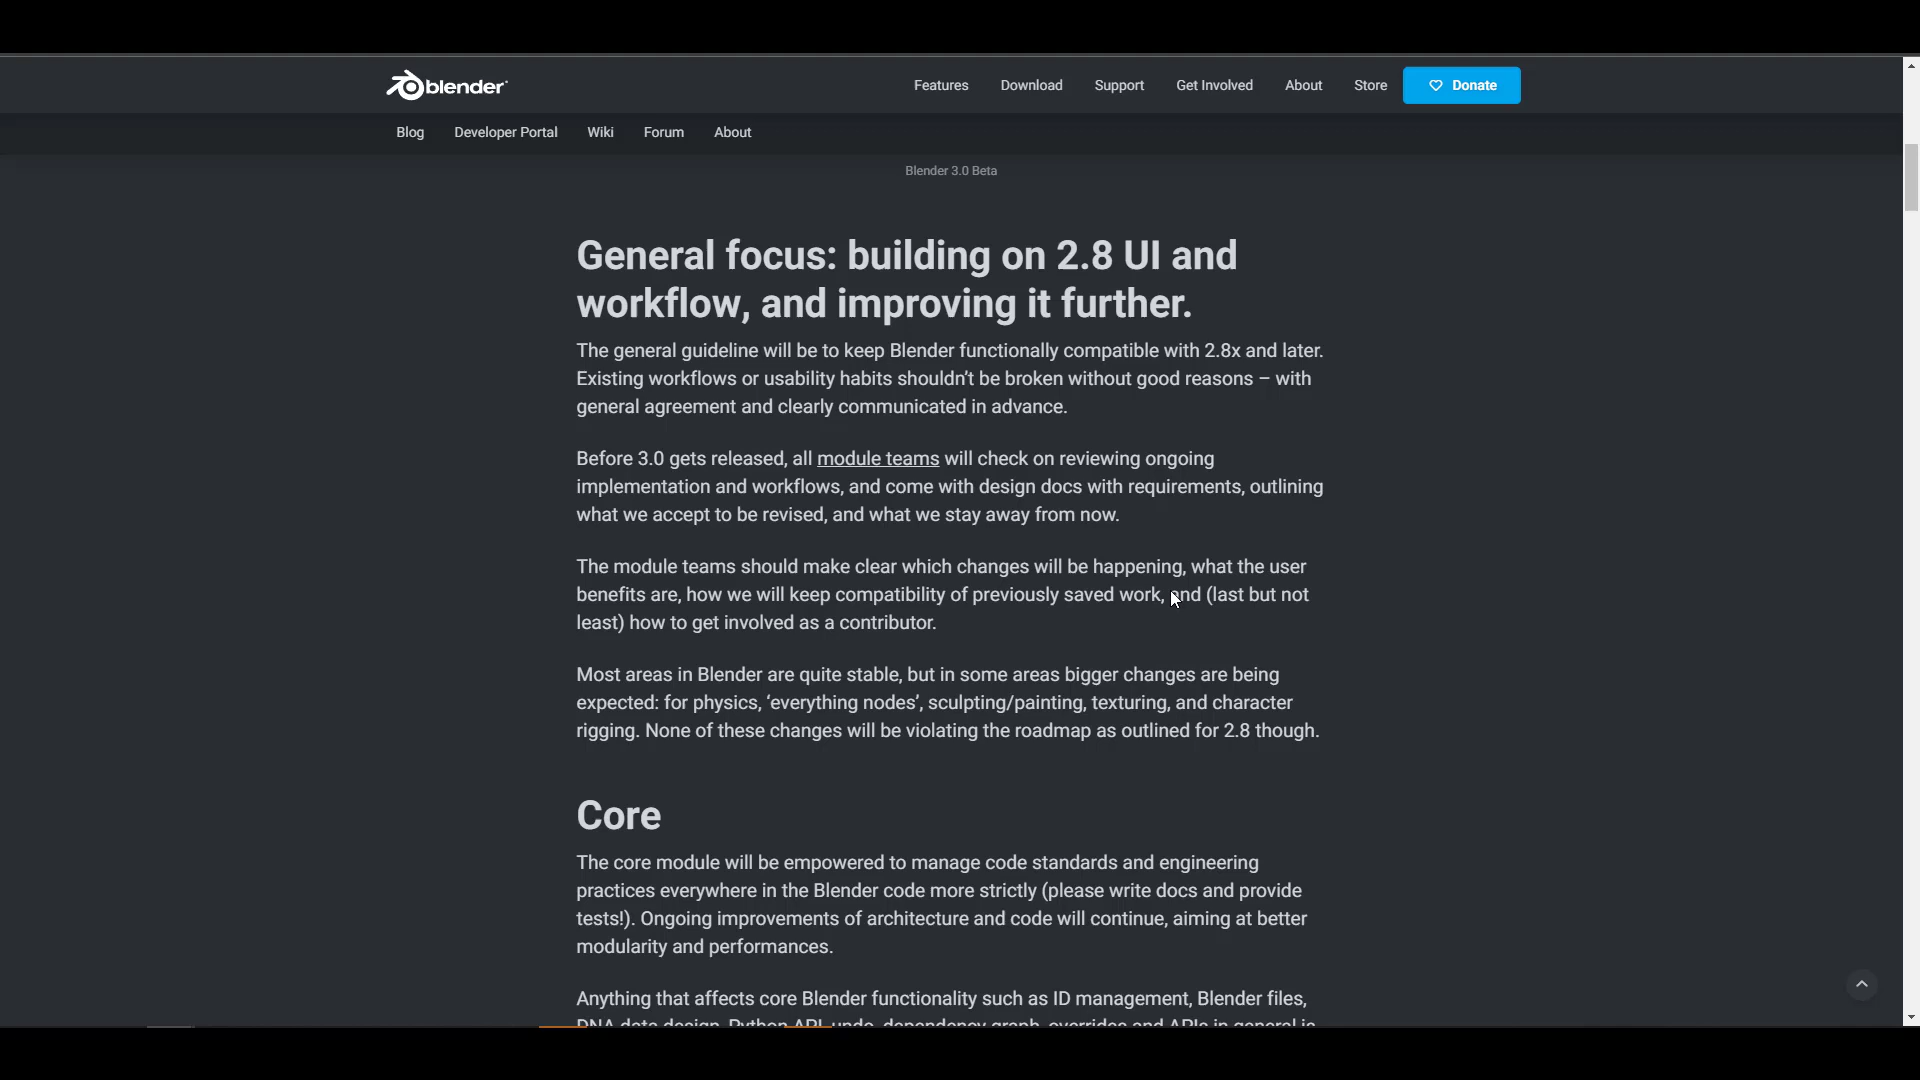 blender
Features Download Support Get Involved About Store Donate
Blog Developer Portal Wiki Forum About
Blender 3.0 Beta
General focus: building on 2.8 UI and
workflow, and improving it further.
The general guideline will be to keep Blender functionally compatible with 2.8x and later.
Existing workflows or usability habits shouldn’t be broken without good reasons – with
general agreement and clearly communicated in advance.
Before 3.0 gets released, all module teams will check on reviewing ongoing
implementation and workflows, and come with design docs with requirements, outlining
what we accept to be revised, and what we stay away from now.
The module teams should make clear which changes will be happening, what the user
benefits are, how we will keep compatibility of previously saved work, and (last but not
least) how to get involved as a contributor.
Most areas in Blender are quite stable, but in some areas bigger changes are being
expected: for physics, ‘everything nodes’, sculpting/painting, texturing, and character
rigging. None of these changes will be violating the roadmap as outlined for 2.8 though.
Core
The core module will be empowered to manage code standards and engineering
practices everywhere in the Blender code more strictly (please write docs and provide
tests!). Ongoing improvements of architecture and code will continue, aiming at better
modularity and performances.
Anything that affects core Blender functionality such as ID management, Blender files,
DNA data design, Python API, undo, dependency graph, overrides and APIs in general is